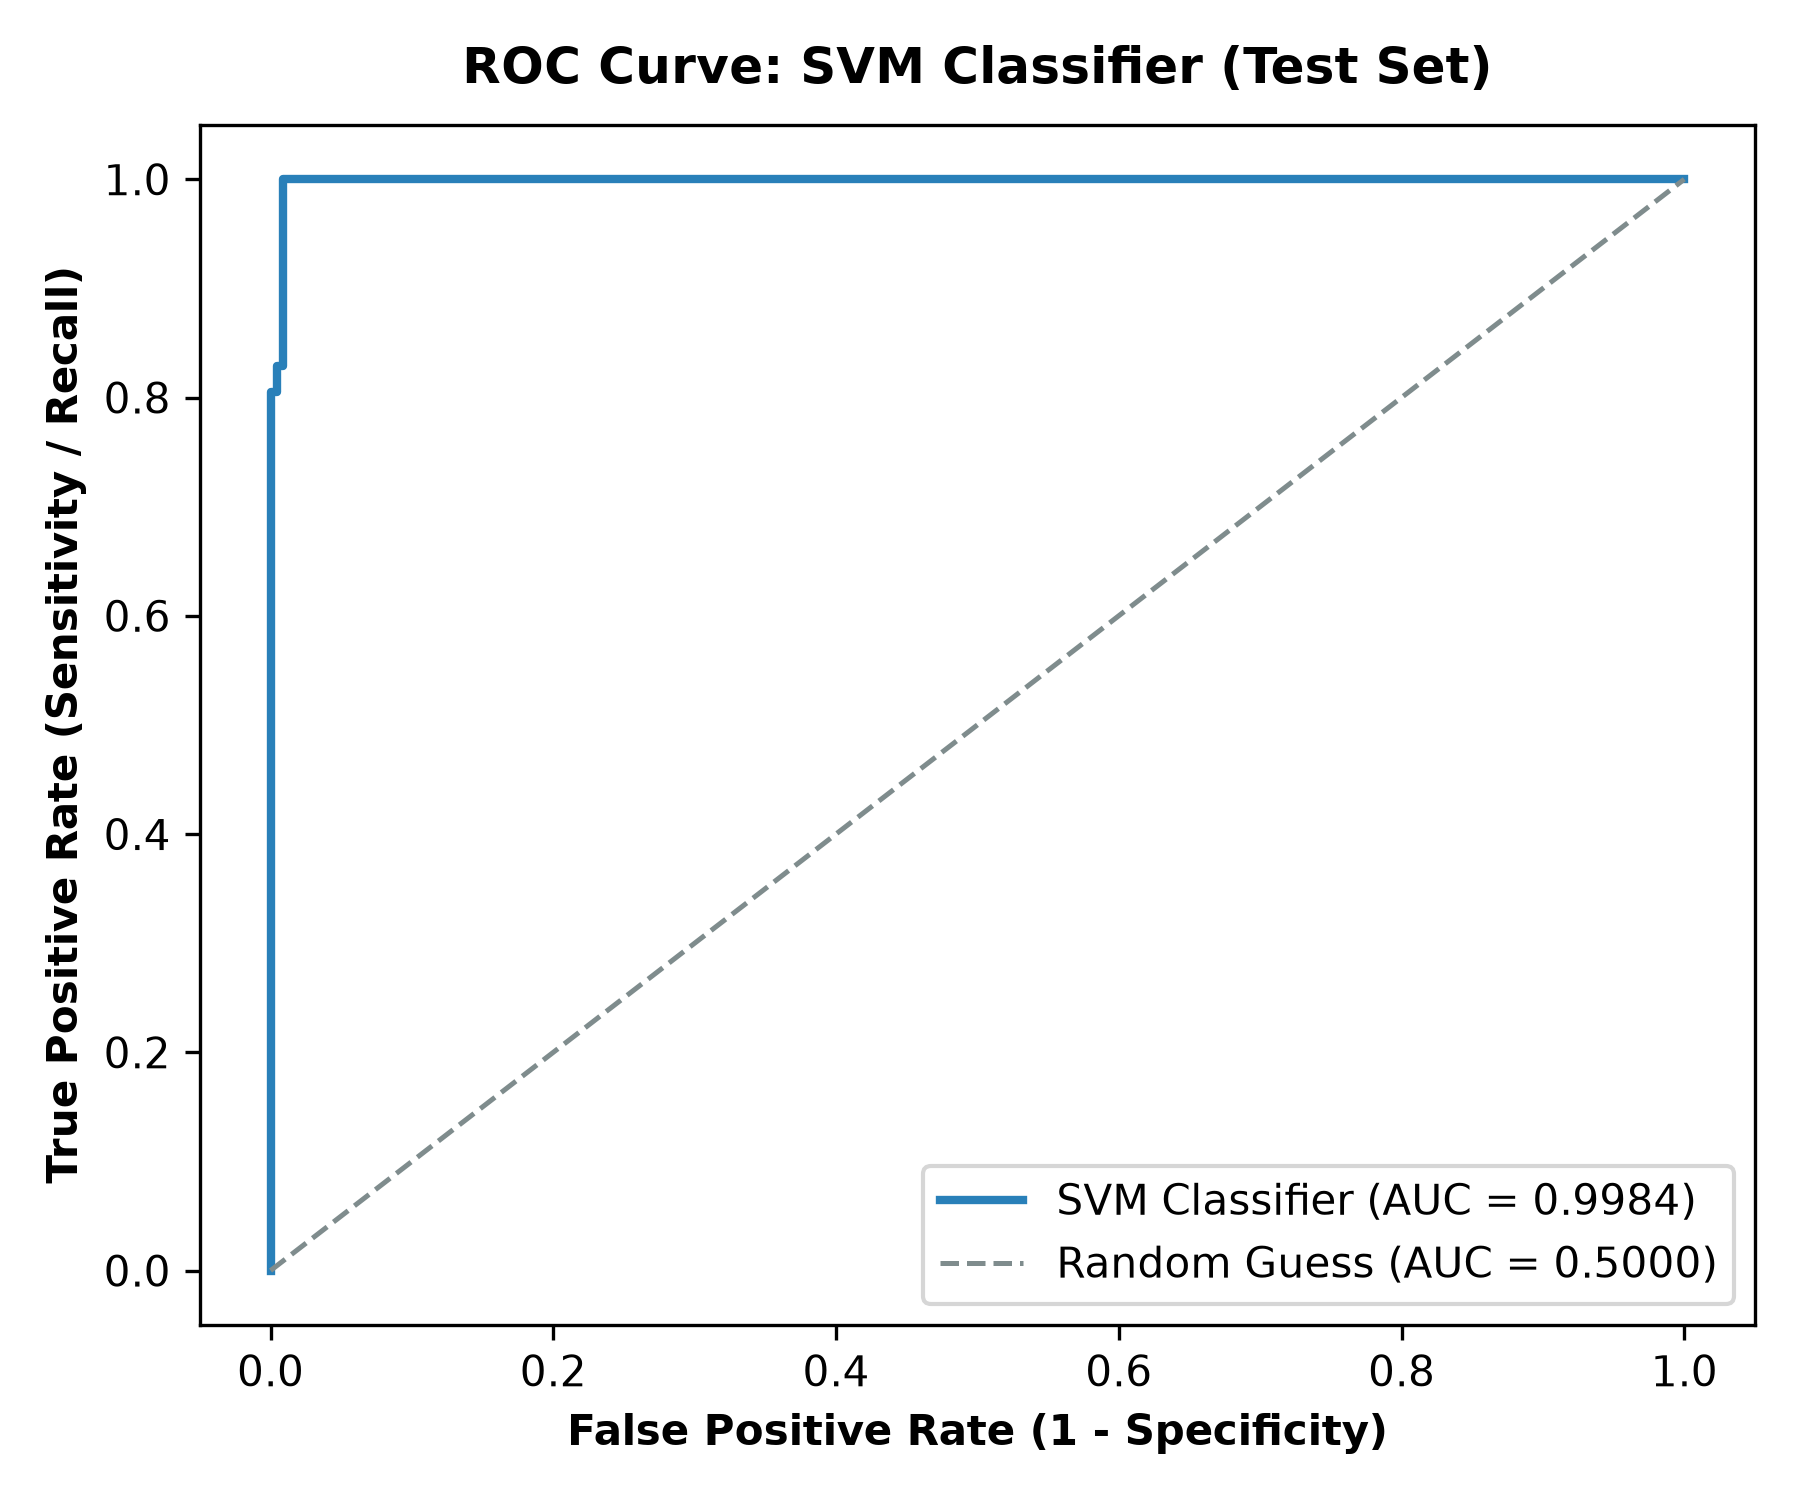 ROC Curve: SVM Classifier (Test Set)
True Positive Rate (Sensitivity / Recall)
1.0
0.8
0.6
0.4
0.2
0.0
SVM Classifier (AUC = 0.9984)
Random Guess (AUC = 0.5000)
0.0 0.2 0.4 0.6 0.8 1.0
False Positive Rate (1 - Specificity)